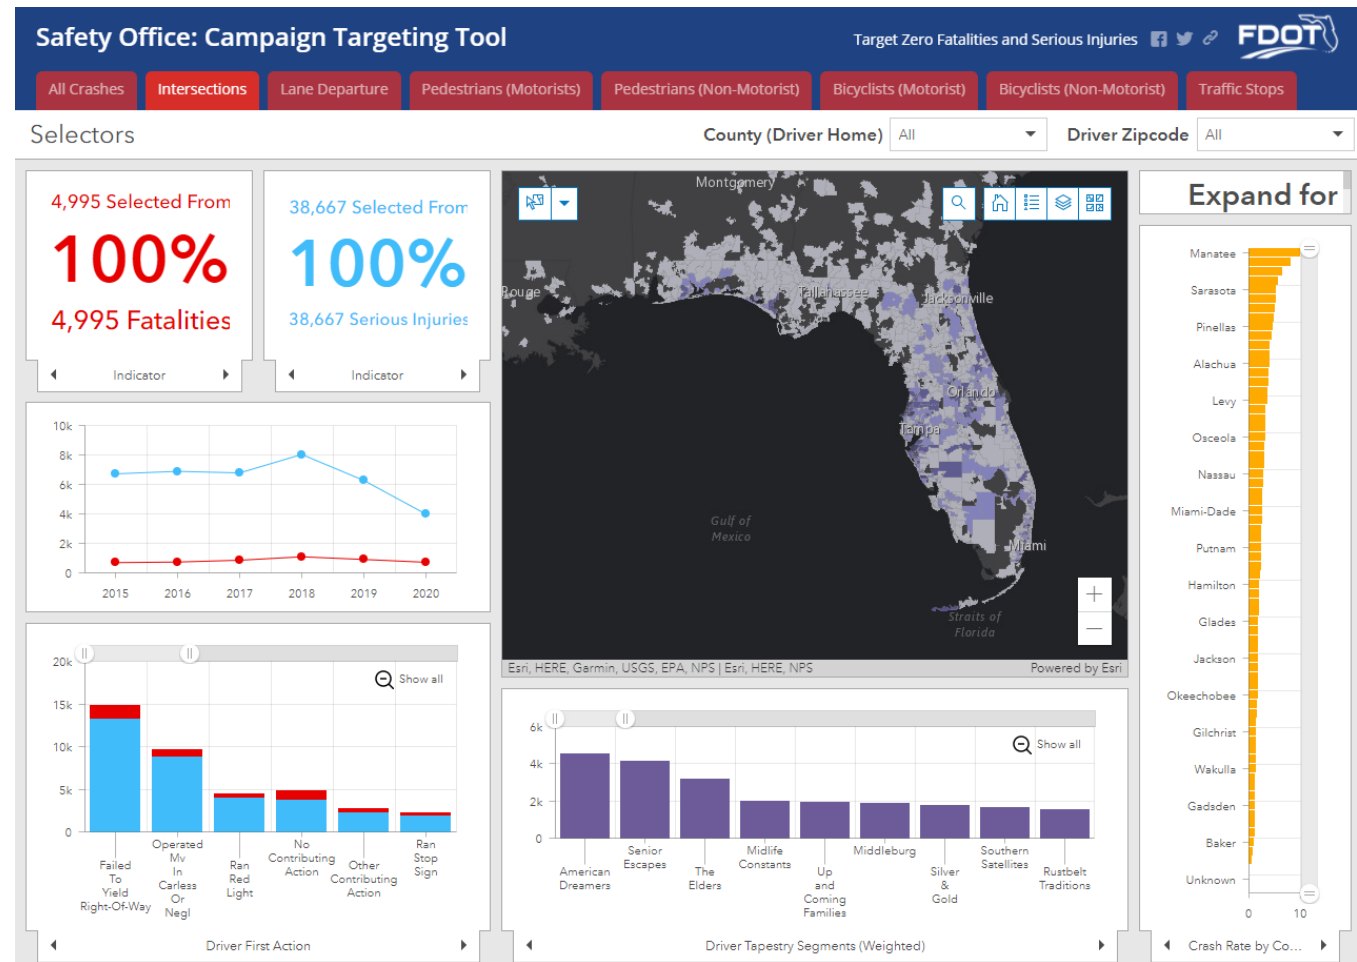 Safety Office: Campaign Targeting Tool
Target Zero Fatalities and Serious Injuries
FDOT
All Crashes
Intersections
Lane Departure
Pedestrians (Motorists)
Pedestrians (Non-Motorist)
Bicyclists (Motorist)
Bicyclists (Non-Motorist)
Traffic Stops
Selectors
County (Driver Home)
All
Driver Zipcode
All
4,995 Selected From
100%
4,995 Fatalities
Indicator
38,667 Selected From
100%
38,667 Serious Injuries
Indicator
10k
8k
6k
4k
2k
0
2015
2016
2017
2018
2019
2020
20k
15k
10k
5k
0
Show all
Failed
To
Yield
Right-Of-Way
Operated
Mv
In
Carless
Or
Negl
Ran
Red
Light
No
Contributing
Action
Other
Contributing
Action
Ran
Stop
Sign
Driver First Action
Montgomery
Rouge
Tallahassee
Jacksonville
Orlando
Tampa
Gulf of
Mexico
Miami
Straits of
Florida
Esri, HERE, Garmin, USGS, EPA, NPS | Esri, HERE, NPS
Powered by Esri
6k
4k
2k
0
Show all
American
Dreamers
Senior
Escapes
The
Elders
Midlife
Constants
Up
and
Coming
Families
Middleburg
Silver
&
Gold
Southern
Satellites
Rustbelt
Traditions
Driver Tapestry Segments (Weighted)
Expand for
Manatee
Sarasota
Pinellas
Alachua
Levy
Osceola
Nassau
Miami-Dade
Putnam
Hamilton
Glades
Jackson
Okeechobee
Gilchrist
Wakulla
Gadsden
Baker
Unknown
0
10
Crash Rate by Co...